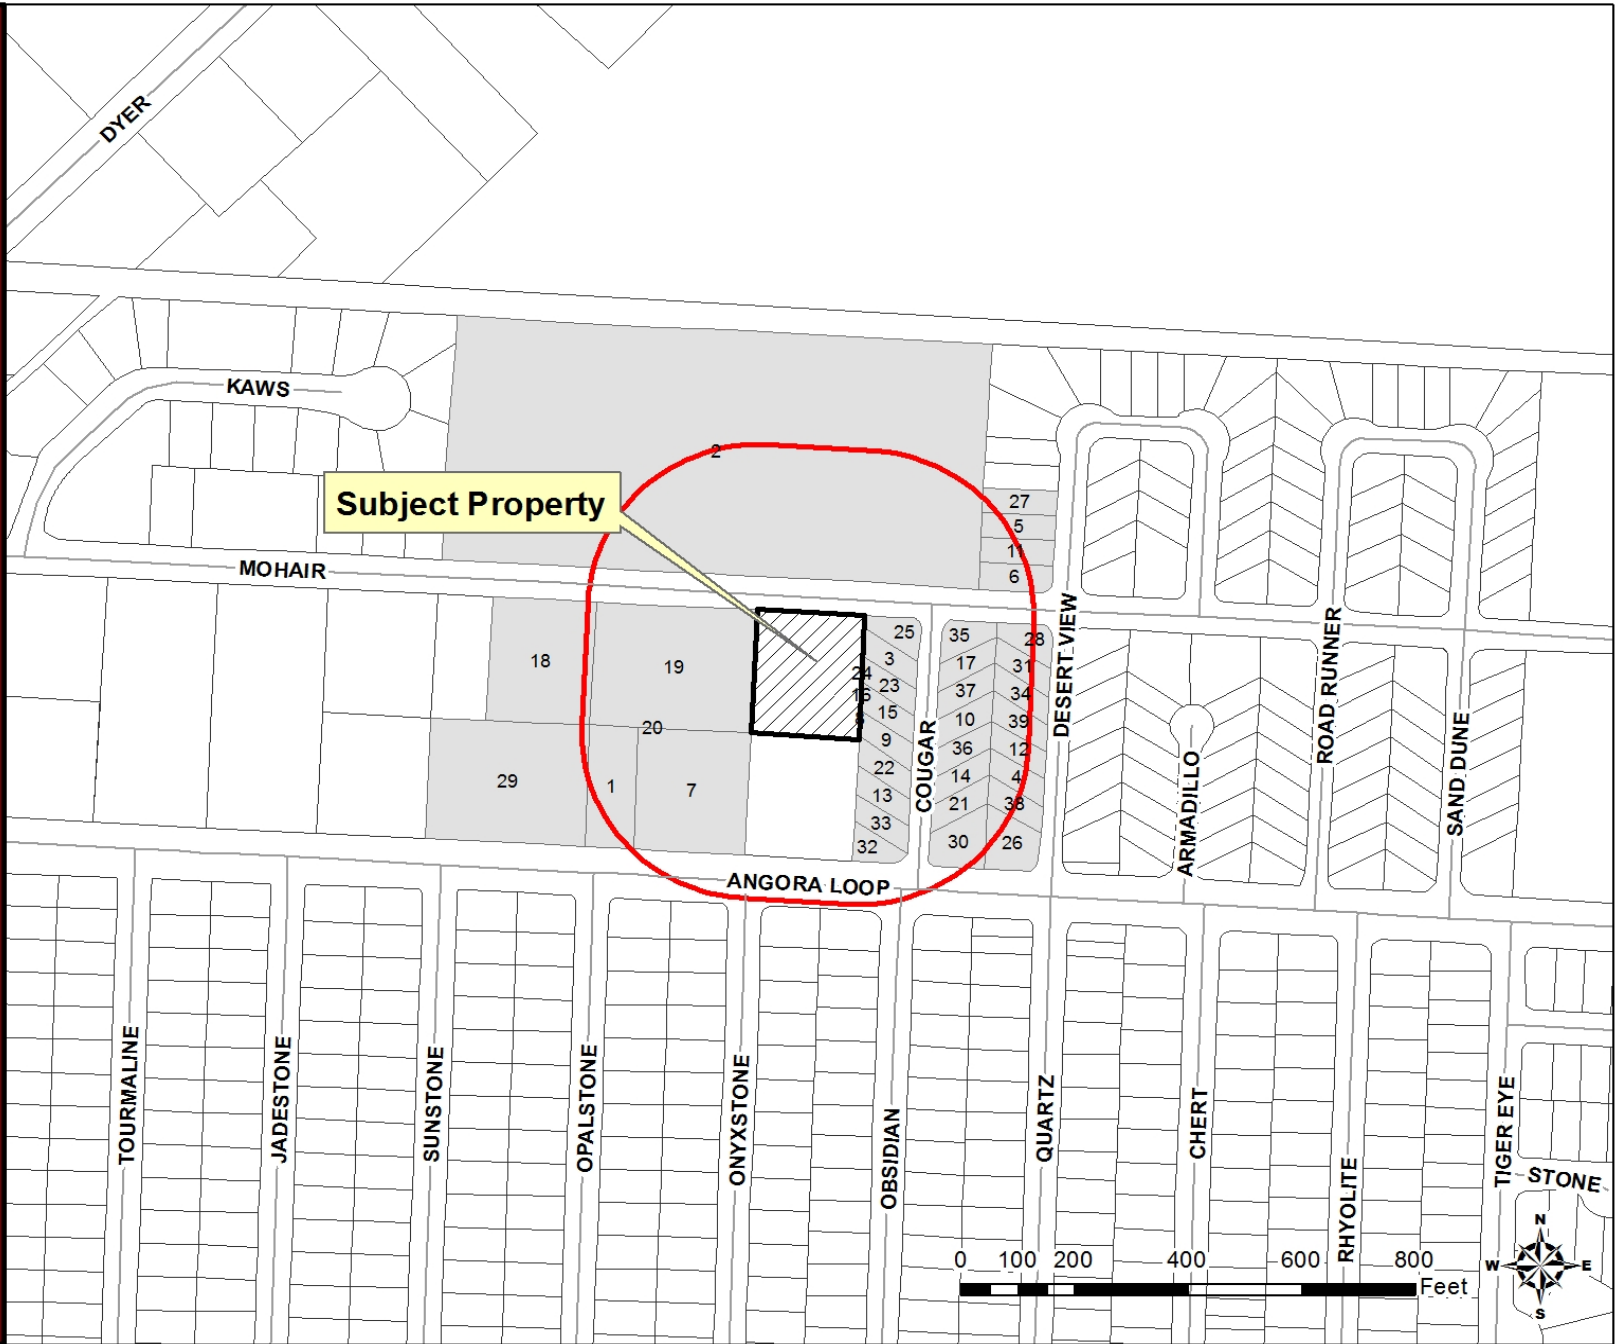 DYER
KAWS
2
Subject Property
27
5
11
6
MOHAIR
18
19
20
29
1
7
25
3
24
23
16
15
8
9
22
13
33
32
COUGAR
35
17
37
10
36
14
21
30
28
31
34
39
12
4
38
26
DESERT VIEW
ARMADILLO
ROAD RUNNER
SAND DUNE
ANGORA LOOP
TOURMALINE
JADESTONE
SUNSTONE
OPALSTONE
ONYXSTONE
OBSIDIAN
QUARTZ
CHERT
RHYOLITE
TIGER EYE
STONE
0 100 200 400 600 800
Feet
N
W E
S